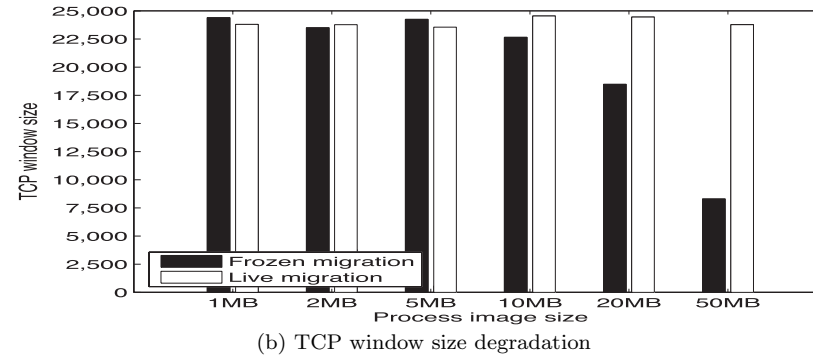 25,000
22,500
20,000
17,500
15,000
12,500
10,000
7,500
5,000
2,500
0
TCP window size
Frozen migration
Live migration
1MB 2MB 5MB 10MB 20MB 50MB
Process image size
(b) TCP window size degradation